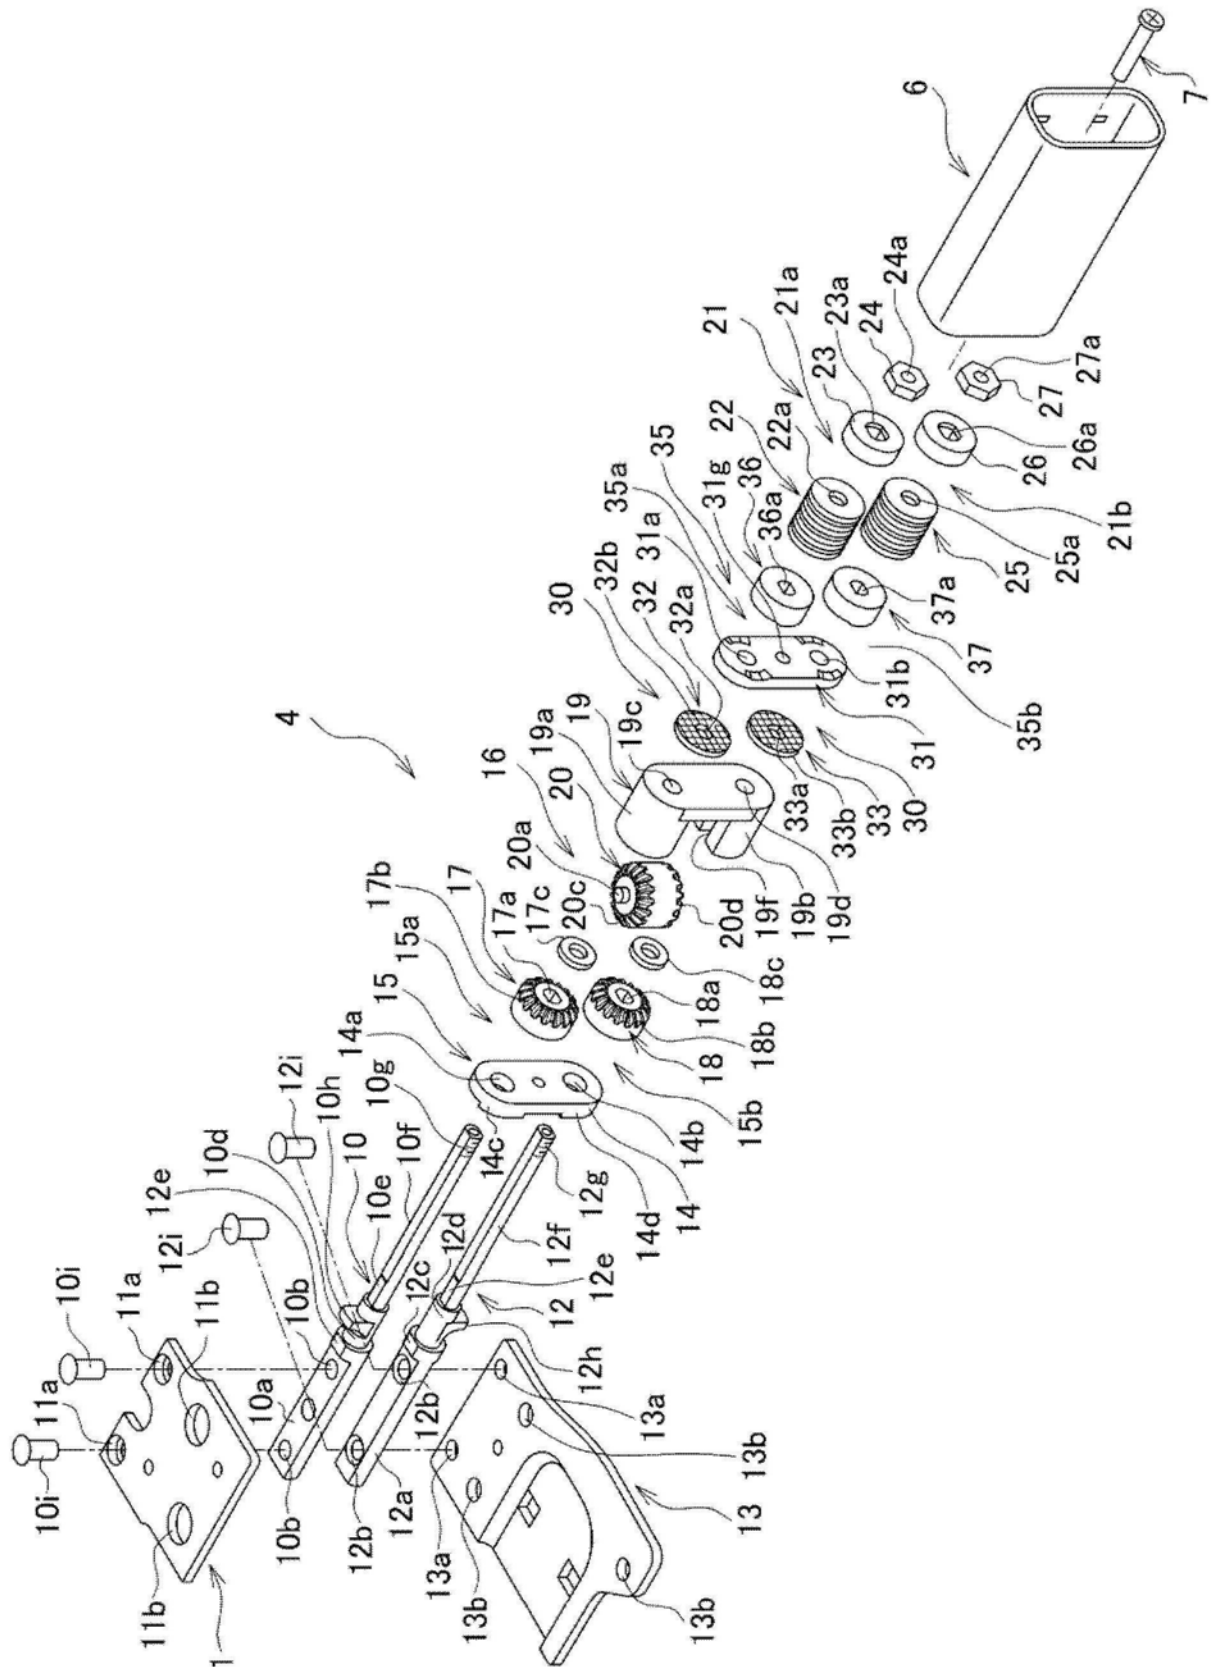 4
6
7
24a
24
23a
23
21a
21
27a
27
26a
26
22
22a
21b
25a
25
35
36
36a
31g
35a
31a
37a
37
32b
32
32a
30
31b
31
35b
19c
19
19a
33a
33b
33
30
16
20
20a
20c
20d
19f
19b
19d
17b
17
17a
17c
18c
18a
18b
18
15a
15
14a
15b
14b
14
14d
14c
12i
10h
10g
10f
10
10e
10d
12e
12i
12d
12c
12g
12f
12e
12
12h
10i
11a
11b
10b
10a
11a
10i
10b
12b
12a
12b
11b
1
13a
13b
13
13a
13b
13b